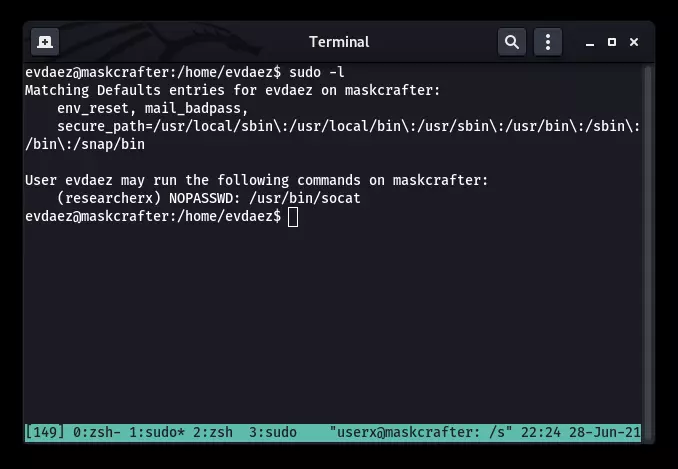 Terminal
evdaez@maskcrafter:/home/evdaez$ sudo -l
Matching Defaults entries for evdaez on maskcrafter:
    env_reset, mail_badpass,
    secure_path=/usr/local/sbin\:/usr/local/bin\:/usr/sbin\:/usr/bin\:/sbin\:
/bin\:/snap/bin

User evdaez may run the following commands on maskcrafter:
    (researcherx) NOPASSWD: /usr/bin/socat
evdaez@maskcrafter:/home/evdaez$
[149] 0:zsh- 1:sudo* 2:zsh  3:sudo    "userx@maskcrafter: /s" 22:24 28-Jun-21